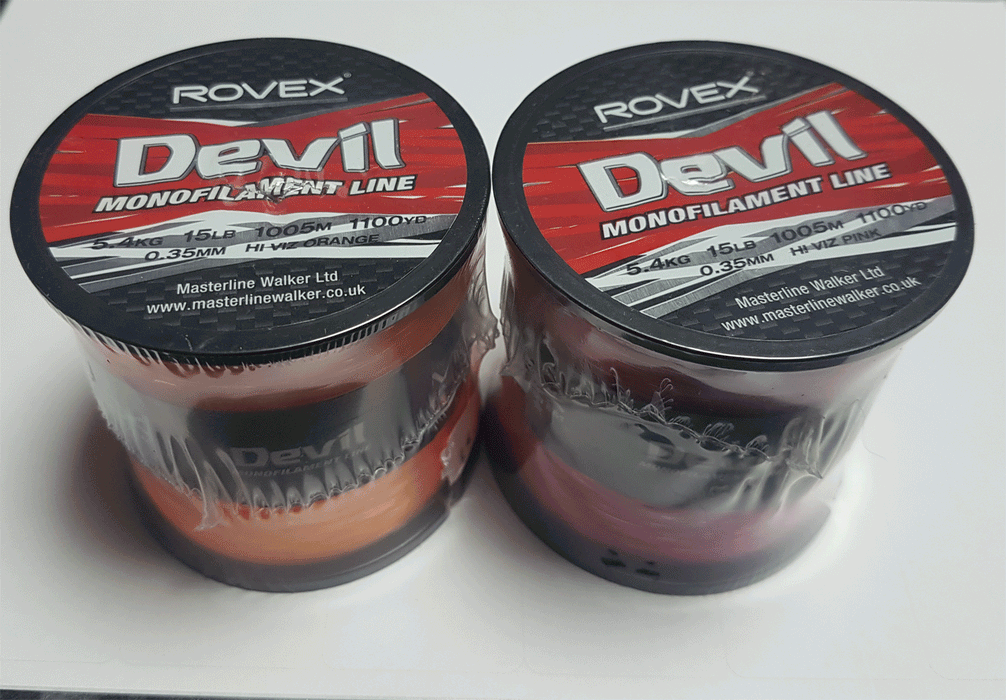 ROVEX®
Devil
MONOFILAMENT LINE
5.4KG 15LB 1005M 1100YD
0.35MM HI VIZ ORANGE
Masterline Walker Ltd
www.masterlinewalker.co.uk
Devil
MONOFILAMENT LINE
ROVEX
Devil
MONOFILAMENT LINE
5.4KG 15LB 1005M 1100YD
0.35MM HI VIZ PINK
Masterline Walker Ltd
www.masterlinewalker.co.uk